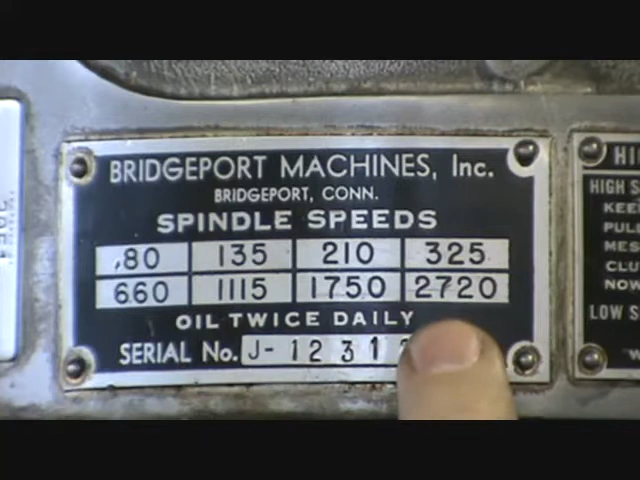 BRIDGEPORT MACHINES, Inc.
BRIDGEPORT, CONN.
SPINDLE SPEEDS
80 135 210 325
660 1115 1750 2720
OIL TWICE DAILY
SERIAL No. J-1231
HIGH S
KEE
PULL
MES
CLU
NOW
LOW S